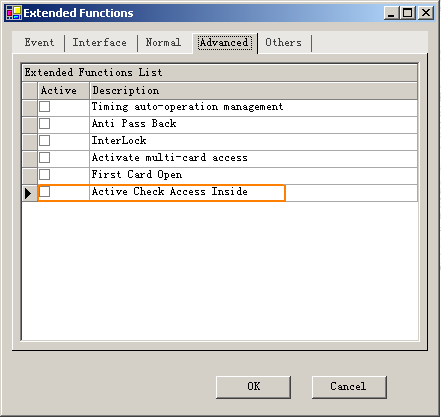 Extended Functions
Event Interface Normal Advanced Others
Extended Functions List
Active Description
Timing auto-operation management
Anti Pass Back
InterLock
Activate multi-card access
First Card Open
Active Check Access Inside
OK Cancel